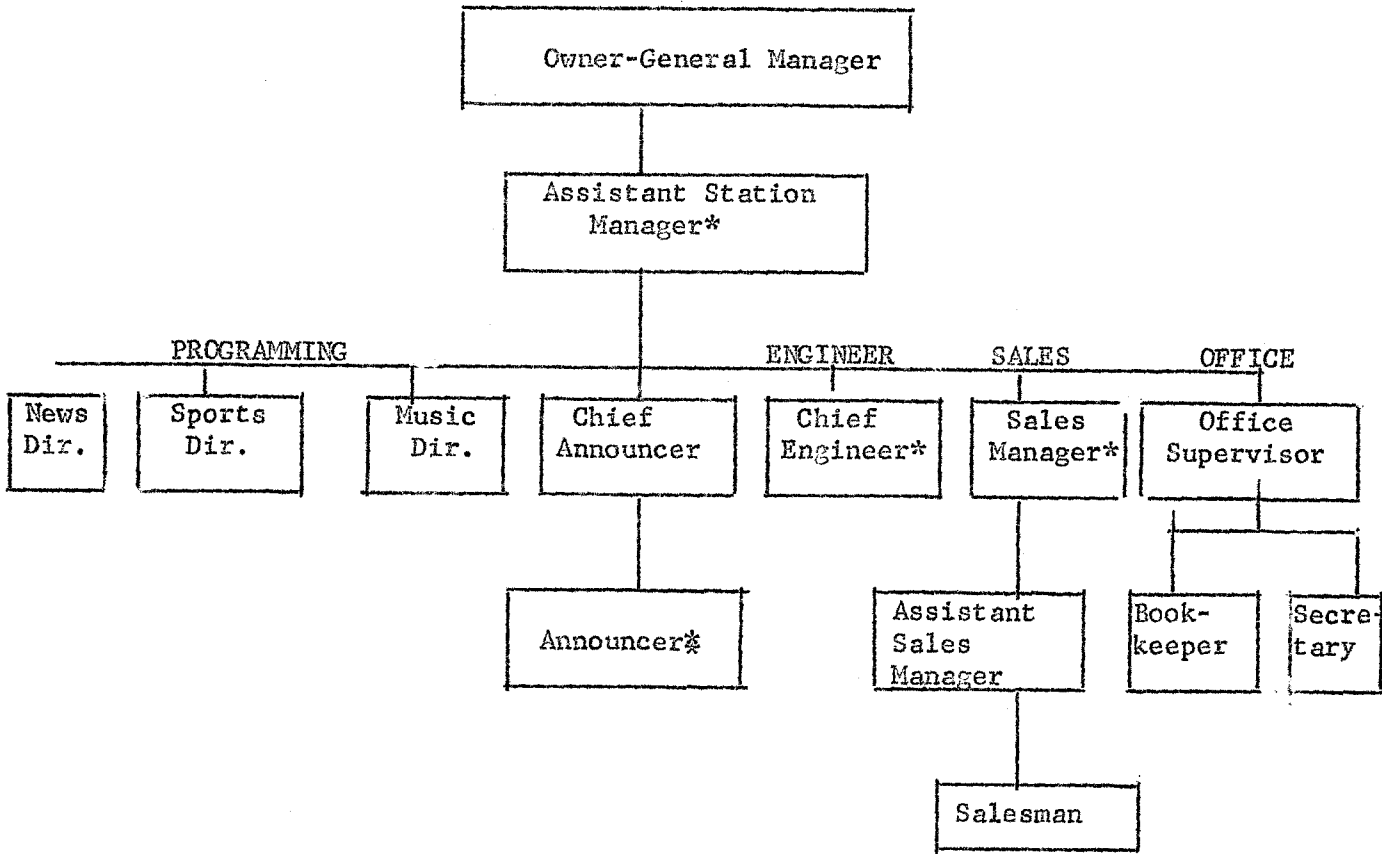 Owner-General Manager
Assistant Station
Manager*
PROGRAMMING
ENGINEER
SALES
OFFICE
News
Dir.
Sports
Dir.
Music
Dir.
Chief
Announcer
Chief
Engineer*
Sales
Manager*
Office
Supervisor
Announcer*
Assistant
Sales
Manager
Book-
keeper
Secre-
tary
Salesman